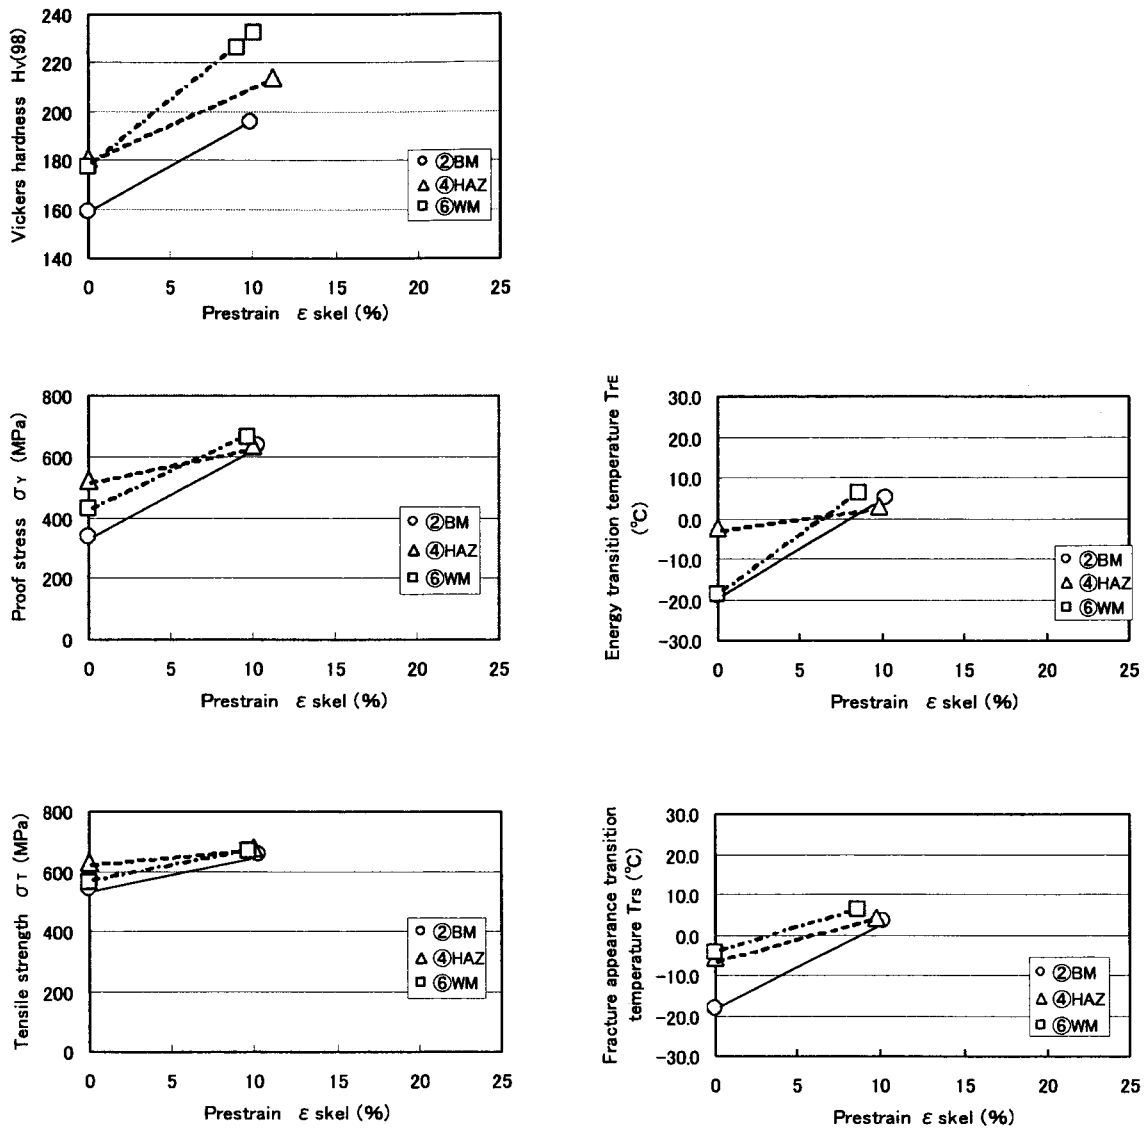 Vickers hardness Hv(98)
240
220
200
180
160
140
0 5 10 15 20 25
Prestrain ε skel (%)
②BM
④HAZ
⑥WM
Proof stress σY (MPa)
800
600
400
200
0
0 5 10 15 20 25
Prestrain ε skel (%)
②BM
④HAZ
⑥WM
Energy transition temperature TrE
(°C)
30.0
20.0
10.0
0.0
-10.0
-20.0
-30.0
0 5 10 15 20 25
Prestrain ε skel (%)
②BM
④HAZ
⑥WM
Tensile strength σT (MPa)
800
600
400
200
0
0 5 10 15 20 25
Prestrain ε skel (%)
②BM
④HAZ
⑥WM
Fracture appearance transition
temperature Trs (°C)
30.0
20.0
10.0
0.0
-10.0
-20.0
-30.0
0 5 10 15 20 25
Prestrain ε skel (%)
②BM
④HAZ
⑥WM